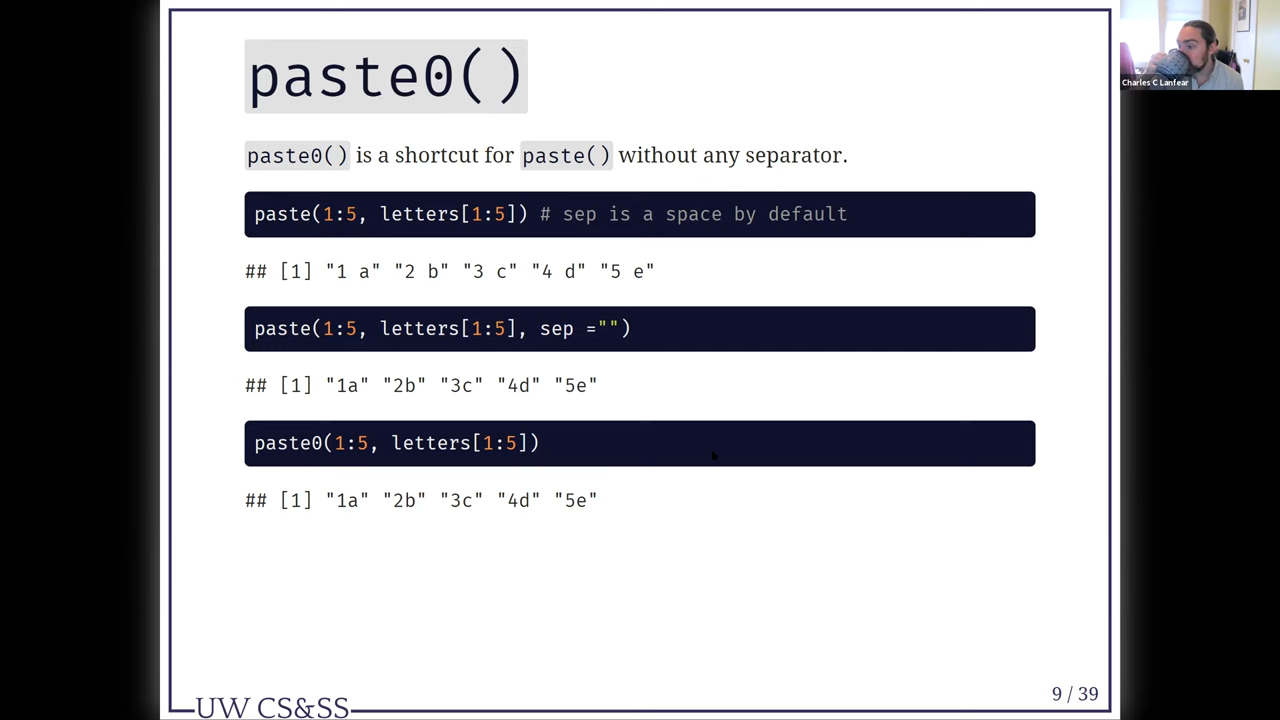 paste0()
Charles C Lanfear
paste0() is a shortcut for paste() without any separator.
paste(1:5, letters[1:5]) # sep is a space by default
## [1] "1 a" "2 b" "3 c" "4 d" "5 e"
paste(1:5, letters[1:5], sep ="")
## [1] "1a" "2b" "3c" "4d" "5e"
paste0(1:5, letters[1:5])
## [1] "1a" "2b" "3c" "4d" "5e"
9 / 39
UW CS&SS